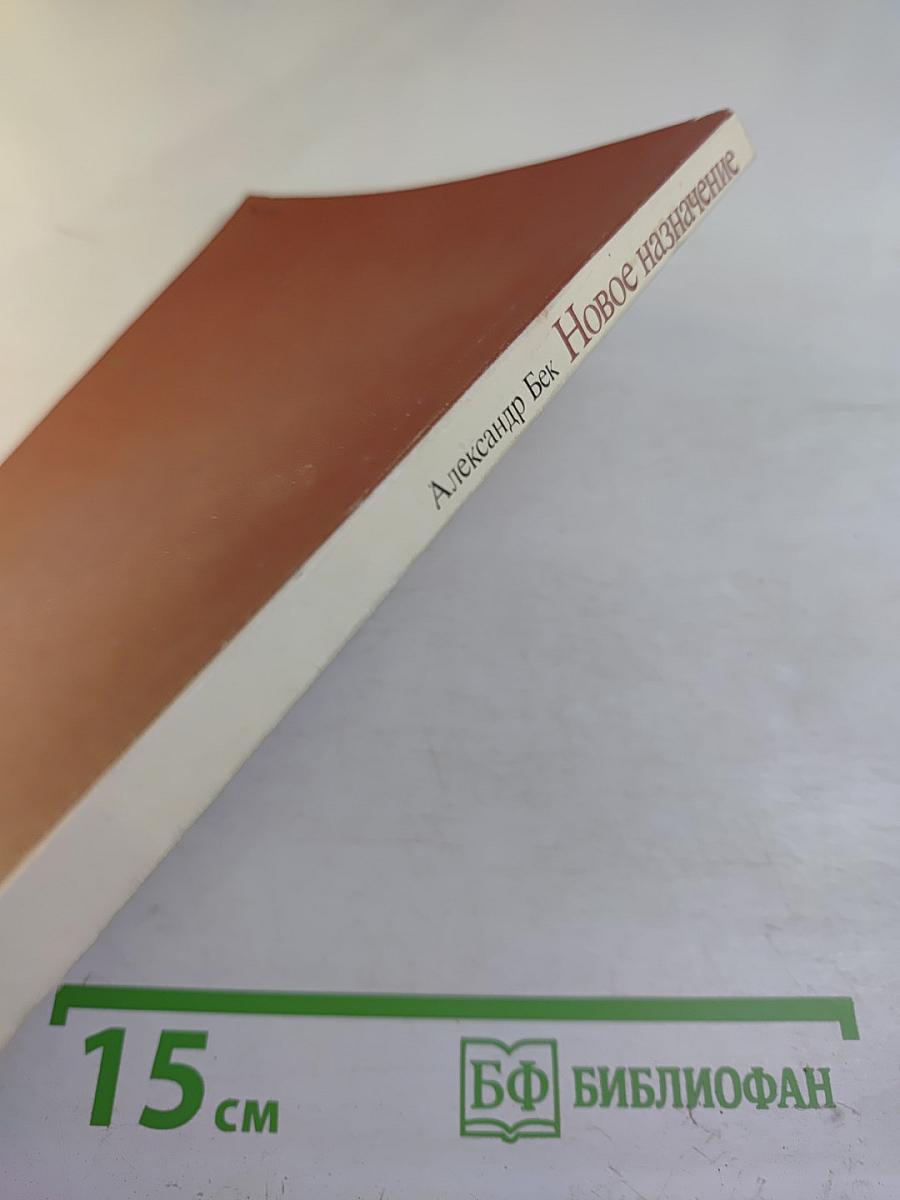 Александр Бек Новое назначение
15 см
БФ БИБЛИОФАН